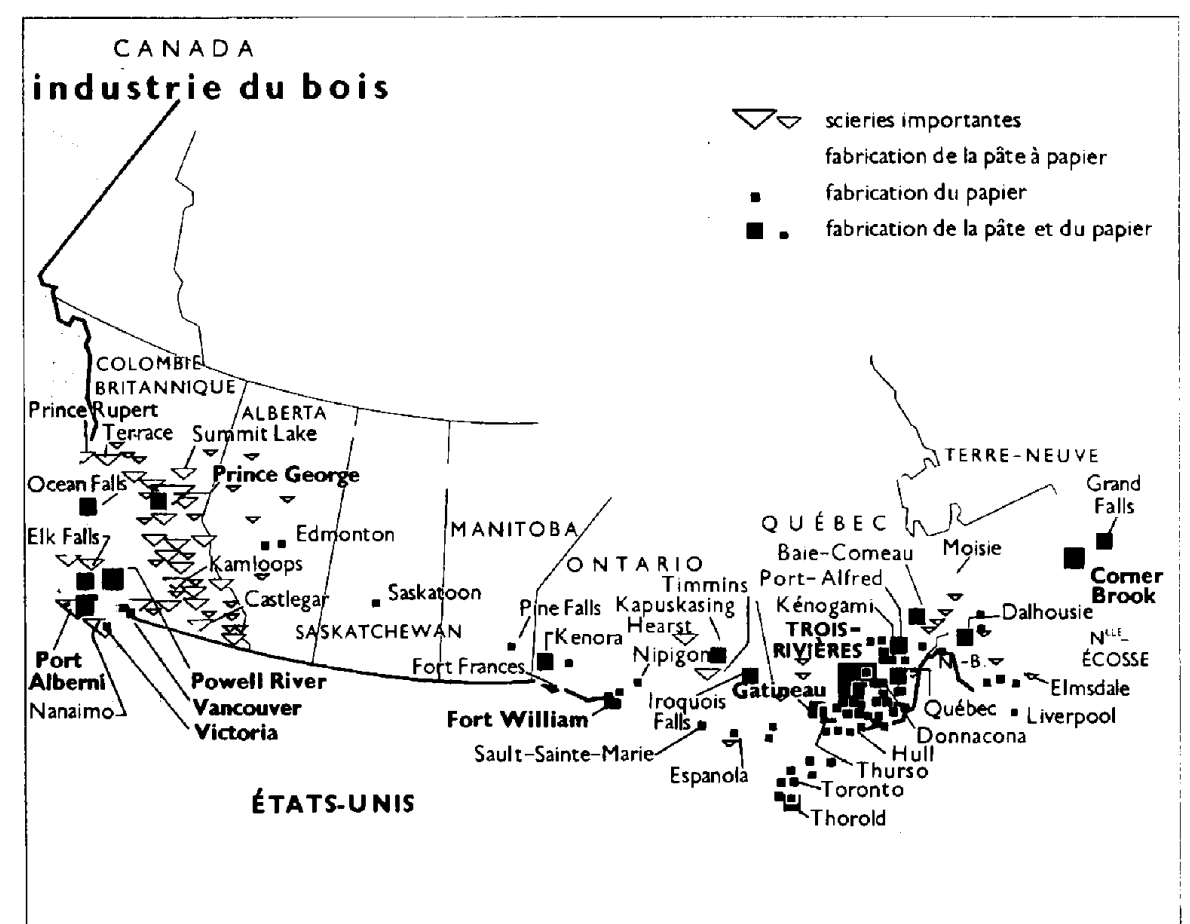 CANADA
industrie du bois
scieries importantes
fabrication de la pâte à papier
fabrication du papier
fabrication de la pâte et du papier
COLOMBIE
BRITANNIQUE
Prince Rupert
Terrace
Summit Lake
ALBERTA
Prince George
Ocean Falls
Elk Falls
Edmonton
Kamloops
Castlegar
Saskatoon
SASKATCHEWAN
MANITOBA
ONTARIO
Port
Alberni
Nanaimo
Powell River
Vancouver
Victoria
ÉTATS-UNIS
Pine Falls
Kenora
Fort Frances
Fort William
Timmins
Kapuskasing
Hearst
Nipigon
Iroquois
Falls
Sault-Sainte-Marie
Espanola
QUÉBEC
Baie-Comeau
Port-Alfred
Kénogami
TROIS-
RIVIÈRES
Gatineau
Moisie
TERRE-NEUVE
Grand
Falls
Corner
Brook
Dalhousie
N.-B.
NLLE-
ÉCOSSE
Elmsdale
Liverpool
Québec
Donnacona
Hull
Thurso
Toronto
Thorold